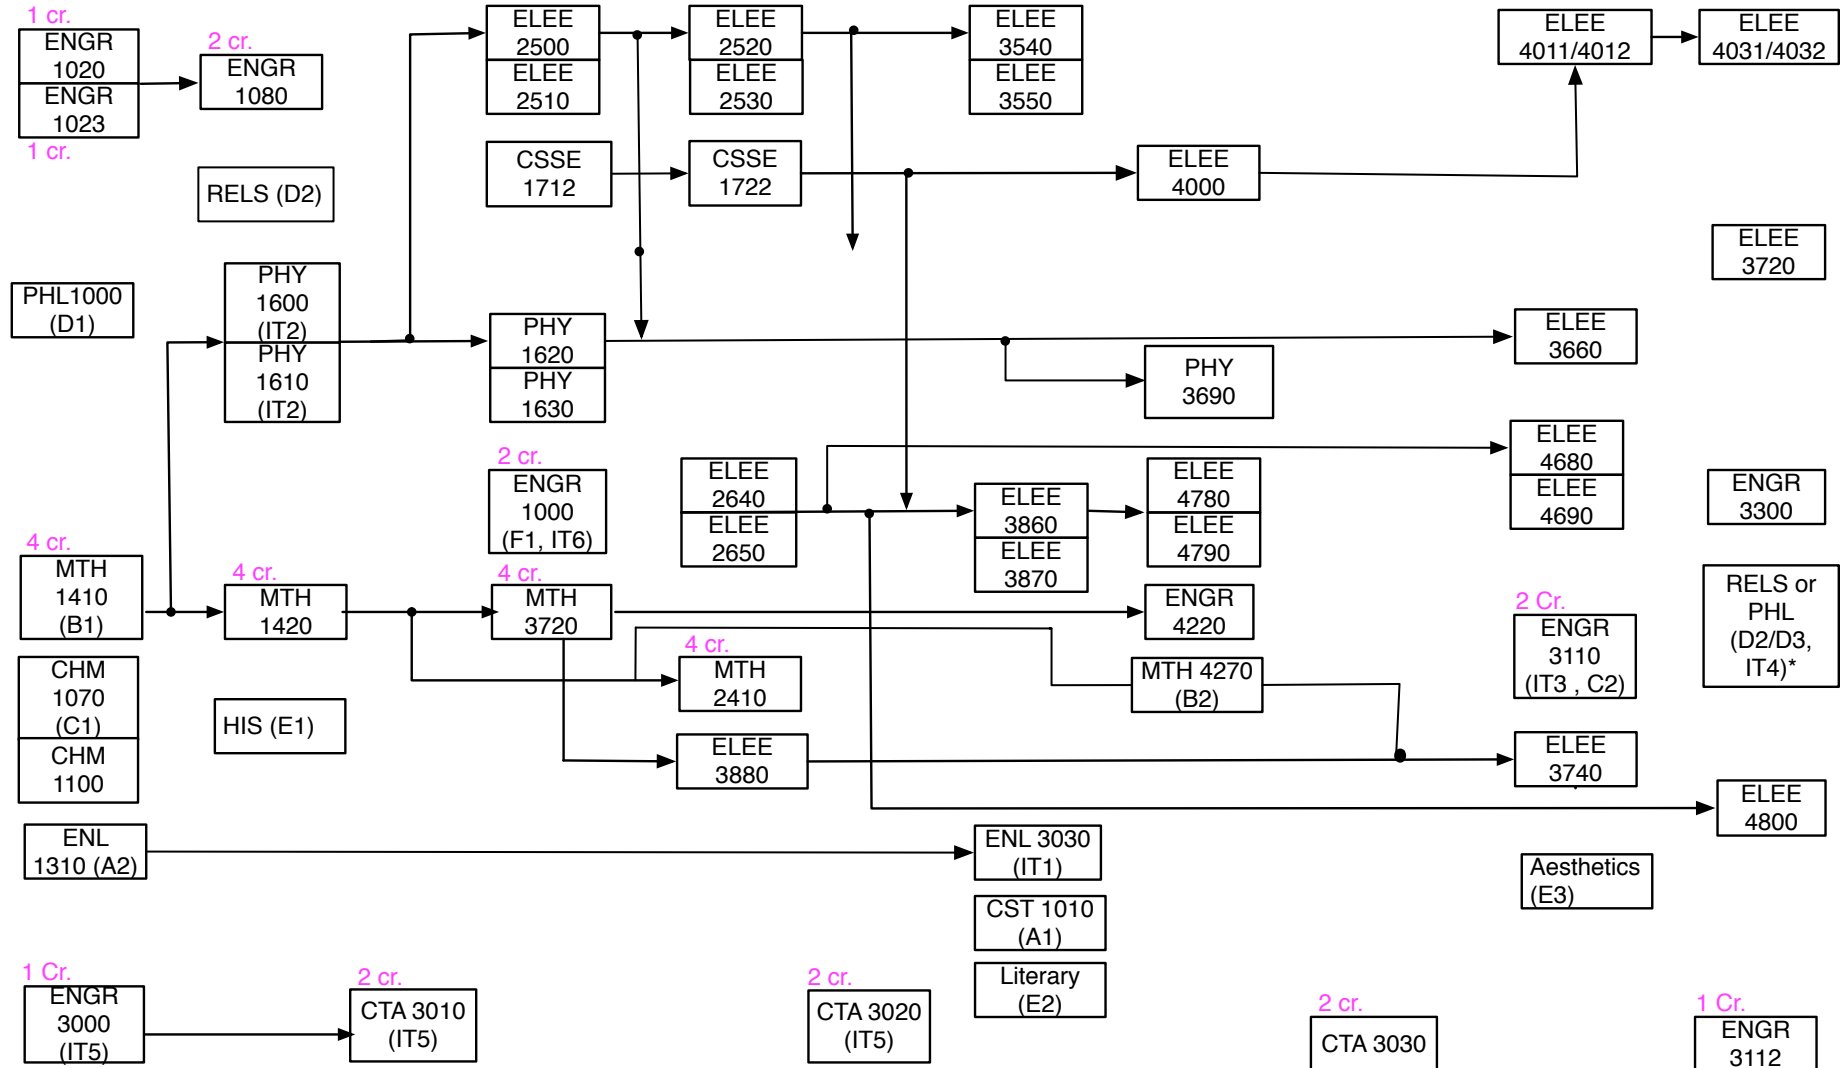 1 cr.
ENGR
1020
ENGR
1023
1 cr.
2 cr.
ENGR
1080
RELS (D2)
PHL1000
(D1)
PHY
1600
(IT2)
PHY
1610
(IT2)
4 cr.
MTH
1410
(B1)
4 cr.
MTH
1420
CHM
1070
(C1)
CHM
1100
HIS (E1)
ENL
1310 (A2)
1 Cr.
ENGR
3000
(IT5)
2 cr.
CTA 3010
(IT5)
ELEE
2500
ELEE
2510
CSSE
1712
PHY
1620
PHY
1630
2 cr.
ENGR
1000
(F1, IT6)
4 cr.
MTH
3720
ELEE
2520
ELEE
2530
CSSE
1722
ELEE
2640
ELEE
2650
4 cr.
MTH
2410
ELEE
3880
2 cr.
CTA 3020
(IT5)
ELEE
3540
ELEE
3550
ELEE
3860
ELEE
3870
ENL 3030
(IT1)
CST 1010
(A1)
Literary
(E2)
ELEE
4000
PHY
3690
ELEE
4780
ELEE
4790
ENGR
4220
MTH 4270
(B2)
2 cr.
CTA 3030
ELEE
4011/4012
ELEE
3660
ELEE
4680
ELEE
4690
2 Cr.
ENGR
3110
(IT3 , C2)
ELEE
3740
Aesthetics
(E3)
ELEE
4031/4032
ELEE
3720
ENGR
3300
RELS or
PHL
(D2/D3,
IT4)*
ELEE
4800
1 Cr.
ENGR
3112